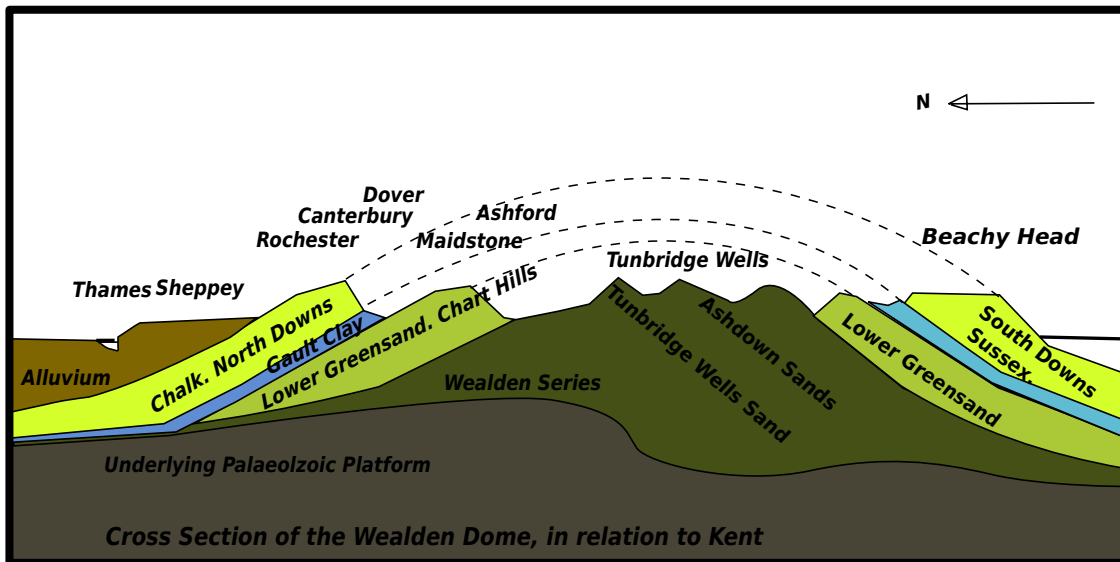 N
Dover
Canterbury
Ashford
Rochester
Maidstone
Beachy Head
Tunbridge Wells
Thames
Sheppey
Alluvium
Chalk. North Downs
Gault Clay
Lower Greensand. Chart Hills
Wealden Series
Tunbridge Wells Sand
Ashdown Sands
Lower Greensand
South Downs
Sussex.
Underlying Palaeolzoic Platform
Cross Section of the Wealden Dome, in relation to Kent